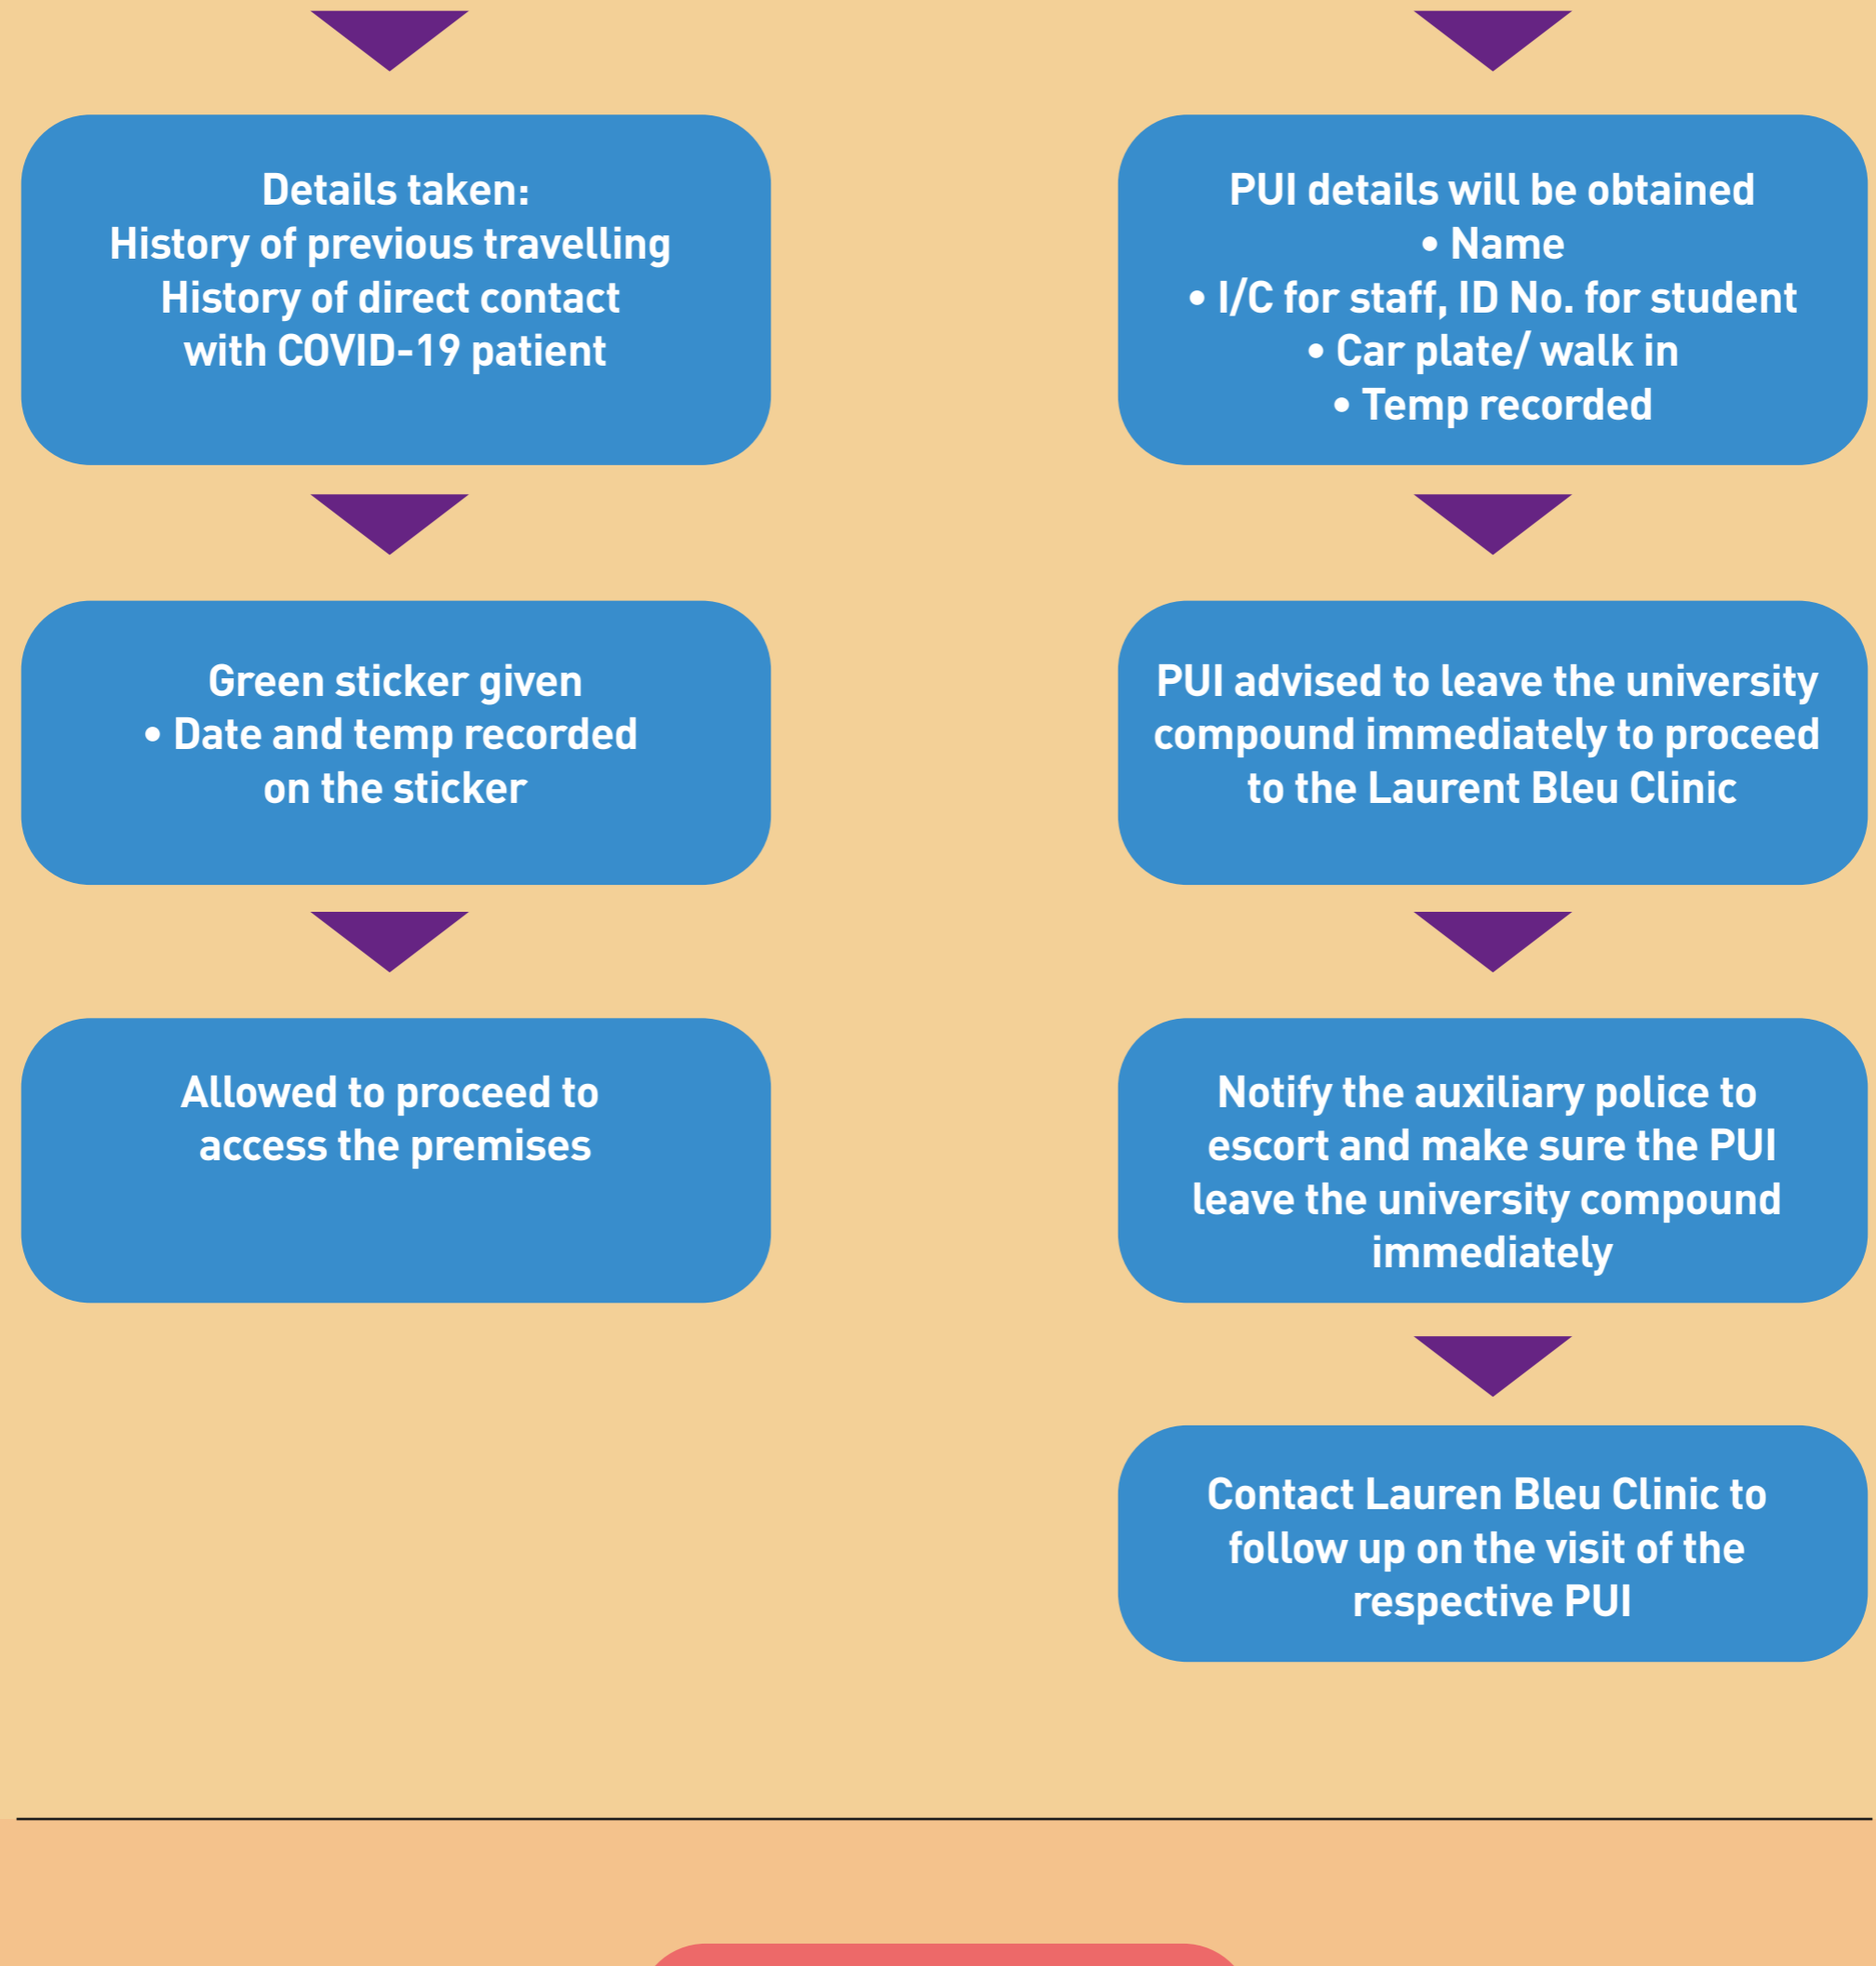 Details taken:
History of previous travelling
History of direct contact
with COVID-19 patient
Green sticker given
• Date and temp recorded
on the sticker
Allowed to proceed to
access the premises
PUI details will be obtained
• Name
• I/C for staff, ID No. for student
• Car plate/ walk in
• Temp recorded
PUI advised to leave the university
compound immediately to proceed
to the Laurent Bleu Clinic
Notify the auxiliary police to
escort and make sure the PUI
leave the university compound
immediately
Contact Lauren Bleu Clinic to
follow up on the visit of the
respective PUI